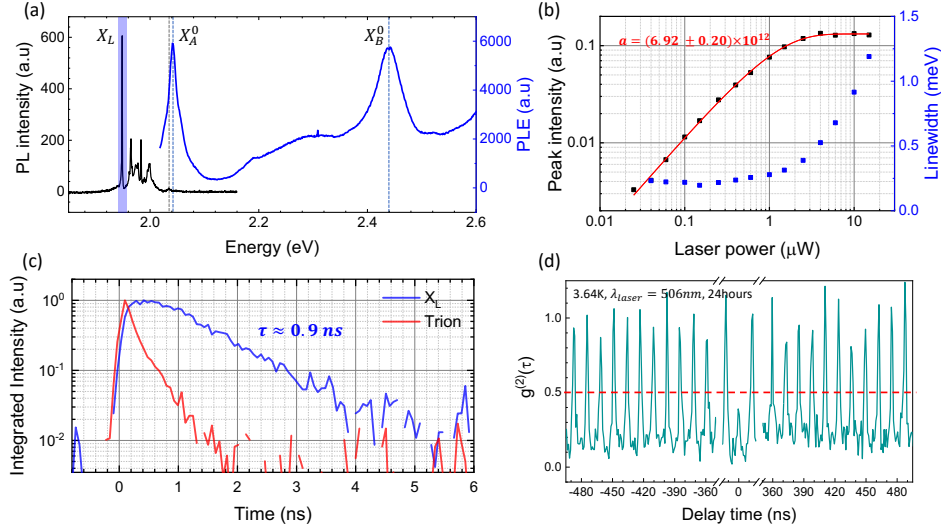 (a)
X_L
X_A^0
X_B^0
PL intensity (a.u)
600
400
200
0
PLE (a.u)
6000
4000
2000
0
2.0
2.2
2.4
2.6
Energy (eV)
(b)
a = (6.92 ± 0.20)×10^12
Peak intensity (a.u)
0.1
0.01
Linewidth (meV)
1.5
1.0
0.5
0.0
0.01
0.1
1
10
Laser power (μW)
(c)
X_L
Trion
τ ≈ 0.9 ns
Integrated Intensity (a.u)
10^0
10^-1
10^-2
0
1
2
3
4
5
6
Time (ns)
(d)
3.64K, λ_laser = 506nm, 24hours
g^(2)(τ)
1.0
0.5
0.0
-480
-450
-420
-390
-360
-30
0
30
360
390
420
450
480
Delay time (ns)